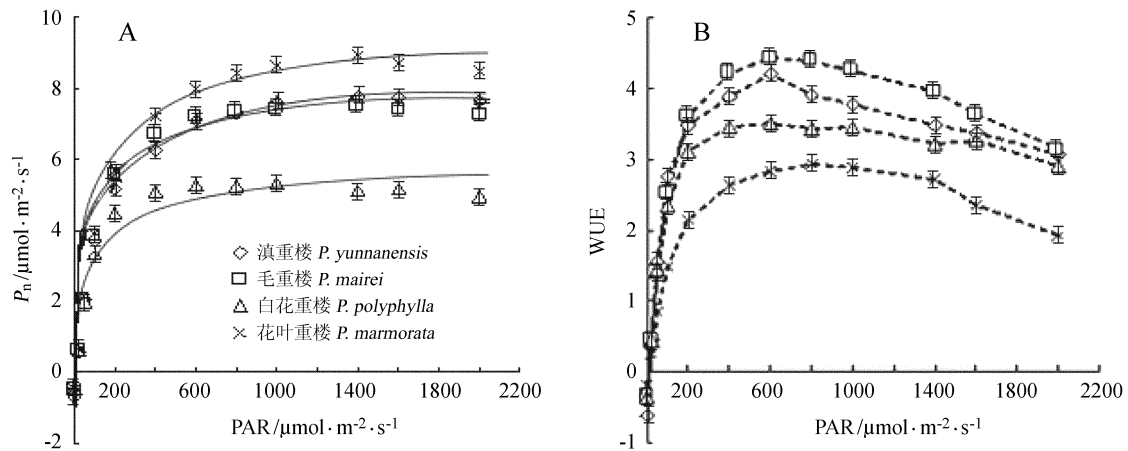 A
10
8
6
4
2
0
-2
Pn/μmol·m-2·s-1
200 600 1000 1400 1800 2200
PAR/μmol·m-2·s-1
滇重楼 P. yunnanensis
毛重楼 P. mairei
白花重楼 P. polyphylla
花叶重楼 P. marmorata
B
5
4
3
2
1
0
-1
WUE
200 600 1000 1400 1800 2200
PAR/μmol·m-2·s-1